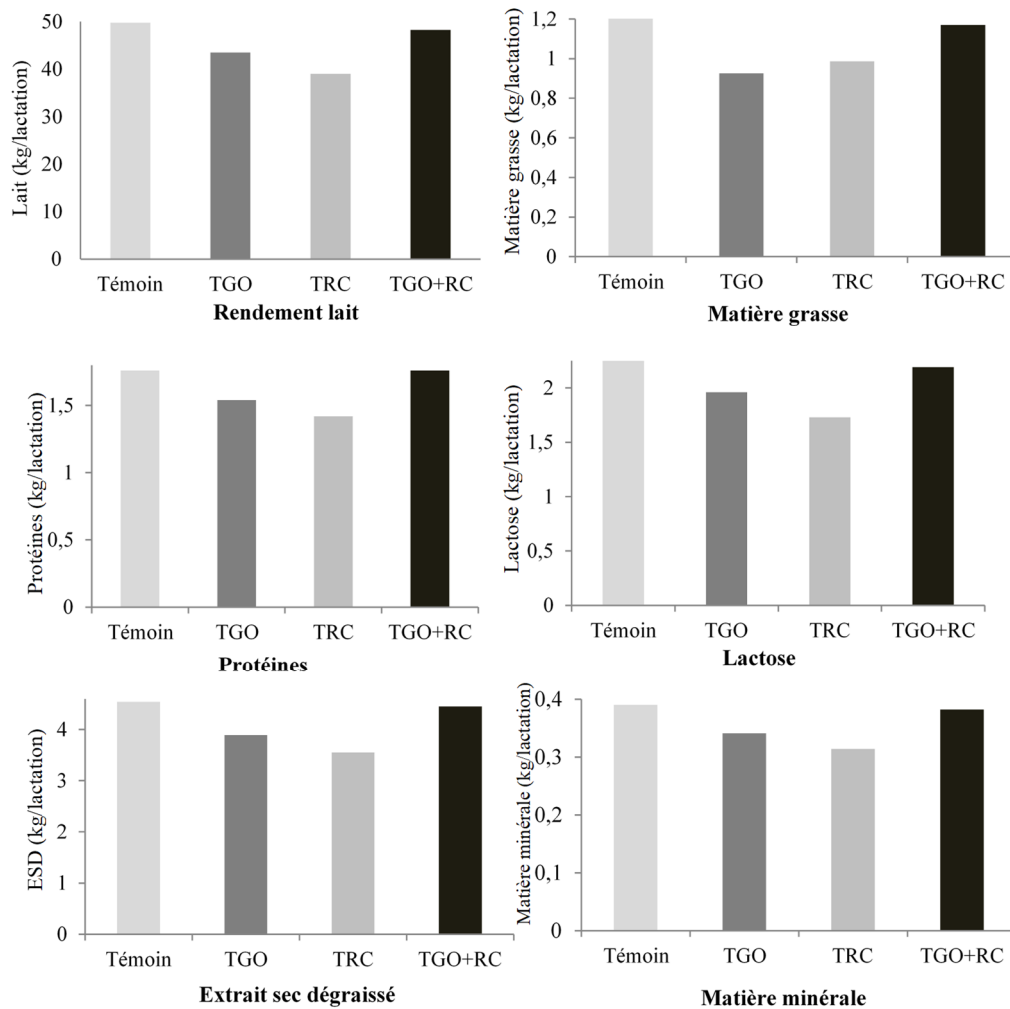 Lait (kg/lactation)
50
40
30
20
10
0
Témoin TGO TRC TGO+RC
Rendement lait
Matière grasse (kg/lactation)
1,2
1
0,8
0,6
0,4
0,2
0
Témoin TGO TRC TGO+RC
Matière grasse
Protéines (kg/lactation)
1,5
1
0,5
0
Témoin TGO TRC TGO+RC
Protéines
Lactose (kg/lactation)
2
1,5
1
0,5
0
Témoin TGO TRC TGO+RC
Lactose
ESD (kg/lactation)
4
3
2
1
0
Témoin TGO TRC TGO+RC
Extrait sec dégraissé
Matière minérale (kg/lactation)
0,4
0,3
0,2
0,1
0
Témoin TGO TRC TGO+RC
Matière minérale